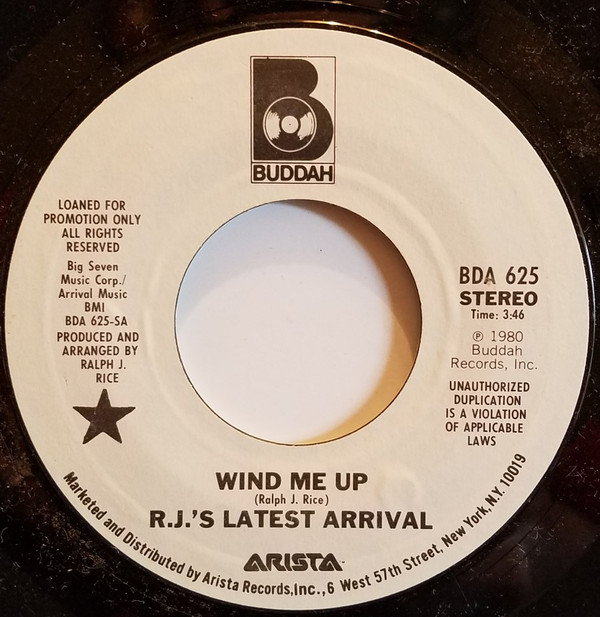 B
BUDDAH
LOANED FOR
PROMOTION ONLY
ALL RIGHTS
RESERVED
Big Seven
Music Corp./
Arrival Music
BMI
BDA 625-SA
PRODUCED AND
ARRANGED BY
RALPH J.
RICE
BDA 625
STEREO
Time: 3:46
℗ 1980
Buddah
Records, Inc.
UNAUTHORIZED
DUPLICATION
IS A VIOLATION
OF APPLICABLE
LAWS
WIND ME UP
(Ralph J. Rice)
R.J.'S LATEST ARRIVAL
ARISTA
Marketed and Distributed by Arista Records,Inc.,6 West 57th Street, New York, N.Y. 10019